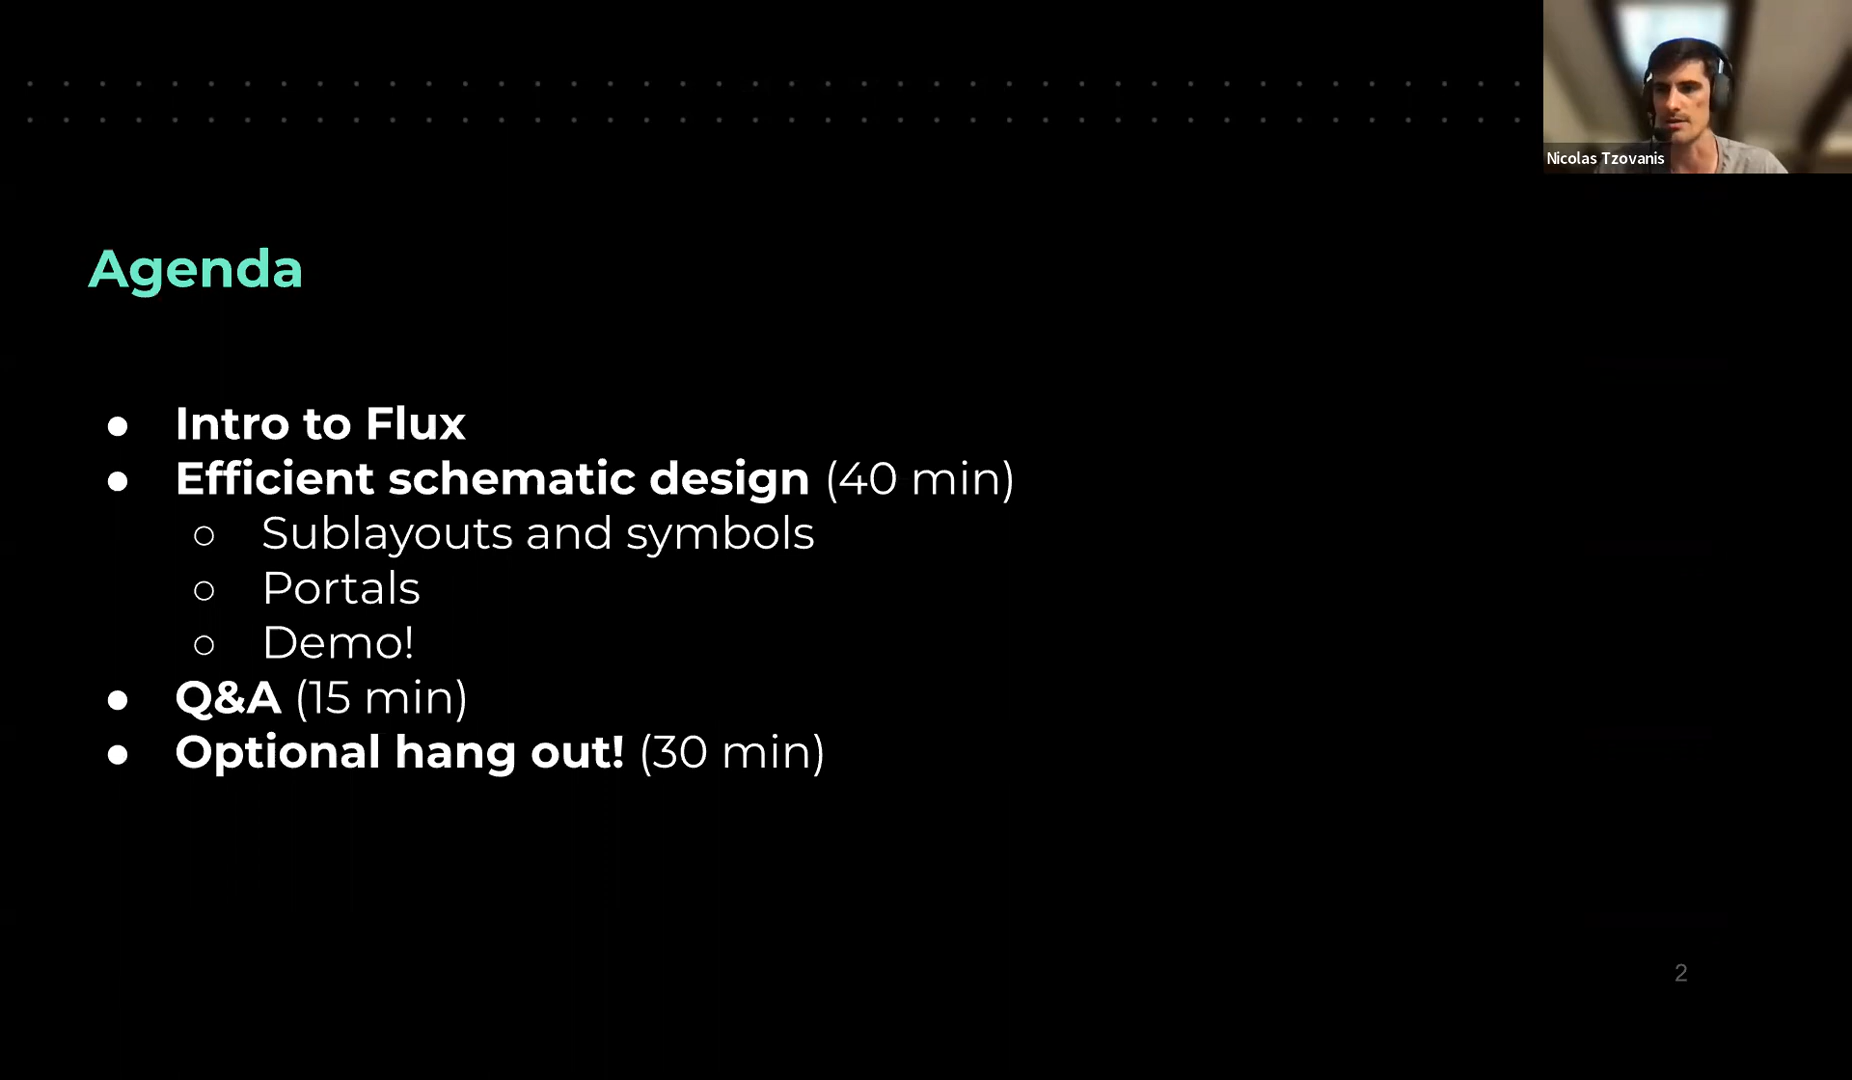 Nicolas Tzovanis
Agenda
● Intro to Flux
● Efficient schematic design (40 min)
○ Sublayouts and symbols
○ Portals
○ Demo!
● Q&A (15 min)
● Optional hang out! (30 min)
2